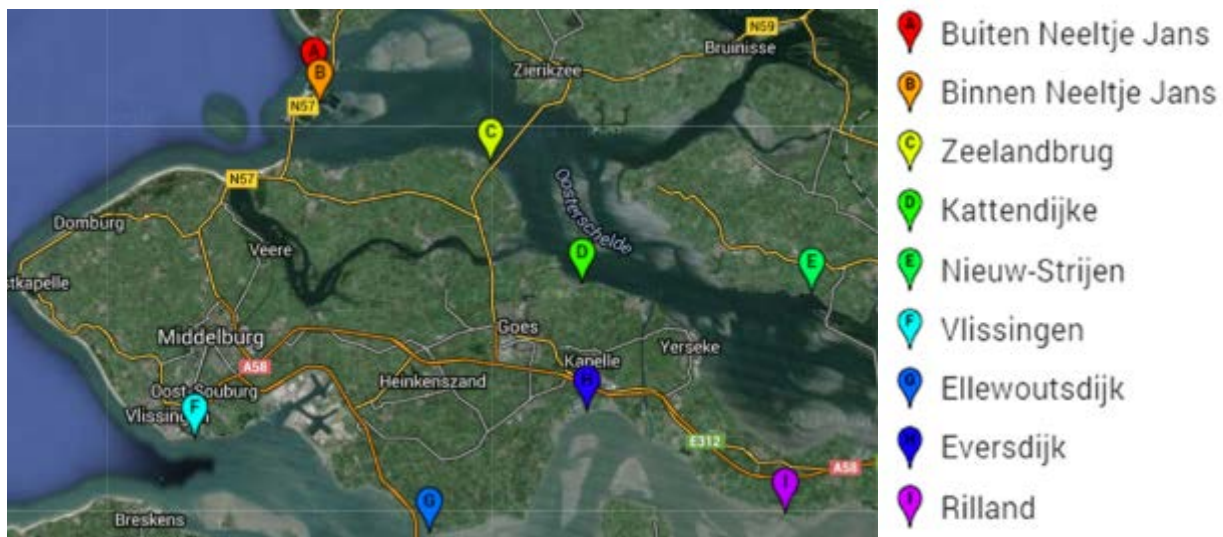 A
B
N57
N59
Bruinisse
Zierikzee
C
N57
Domburg
Veere
Oosterschelde
D
E
stkapelle
Middelburg
Goes
A58
Kapelle
Yerseke
Oost-Souburg
Heinkenszand
H
F
Vlissingen
E312
A58
I
G
Breskens
A Buiten Neeltje Jans
B Binnen Neeltje Jans
C Zeelandbrug
D Kattendijke
E Nieuw-Strijen
F Vlissingen
G Ellewoutsdijk
H Eversdijk
I Rilland